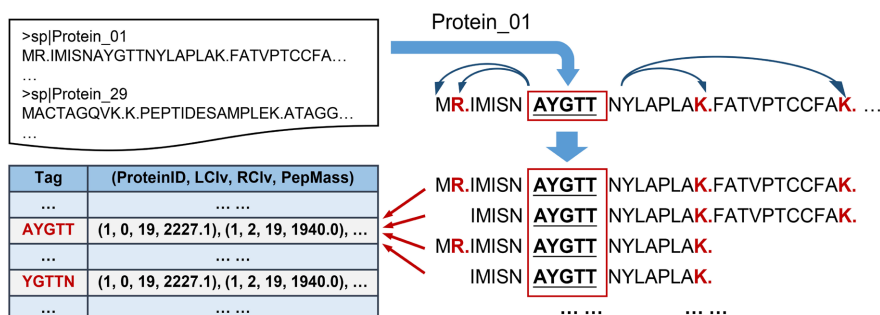 Protein_01
>sp|Protein_01
MR.IMISNAYGTTNYLAPLAK.FATVPTCCFA…
…
>sp|Protein_29
MACTAGQVK.K.PEPTIDESAMPLEK.ATAGG…
…
MR.IMISN AYGTT NYLAPLAK.FATVPTCCFAK. …
Tag (ProteinID, LClv, RClv, PepMass)
… … …
AYGTT (1, 0, 19, 2227.1), (1, 2, 19, 1940.0), …
… … …
YGTTN (1, 0, 19, 2227.1), (1, 2, 19, 1940.0), …
… … …
MR.IMISN AYGTT NYLAPLAK.FATVPTCCFAK.
IMISN AYGTT NYLAPLAK.FATVPTCCFAK.
MR.IMISN AYGTT NYLAPLAK.
IMISN AYGTT NYLAPLAK.
… … … …